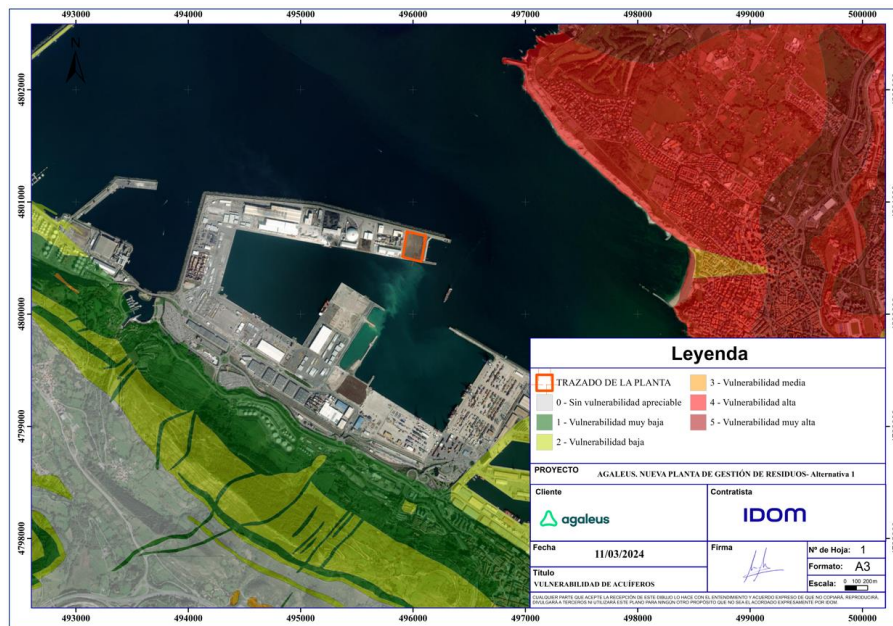 493000 494000 495000 496000 497000 498000 499000 500000
N
4802000
4801000
4800000
4799000
4798000
Leyenda
TRAZADO DE LA PLANTA
0 - Sin vulnerabilidad apreciable
1 - Vulnerabilidad muy baja
2 - Vulnerabilidad baja
3 - Vulnerabilidad media
4 - Vulnerabilidad alta
5 - Vulnerabilidad muy alta
PROYECTO
AGALEUS. NUEVA PLANTA DE GESTIÓN DE RESIDUOS- Alternativa 1
Cliente
agaleus
Contratista
IDOM
Fecha
11/03/2024
Firma
Nº de Hoja: 1
Formato: A3
Escala: 0 100 200m
Título
VULNERABILIDAD DE ACUÍFEROS
CUALQUIER PARTE QUE ACEPTE LA RECEPCIÓN DE ESTE DIBUJO LO HACE CON EL ENTENDIMIENTO Y ACUERDO EXPRESO DE QUE NO COPIARÁ, REPRODUCIRÁ,
DIVULGARÁ A TERCEROS NI UTILIZARÁ ESTE PLANO PARA NINGÚN OTRO PROPÓSITO QUE NO SEA EL ACORDADO EXPRESAMENTE POR IDOM
493000 494000 495000 496000